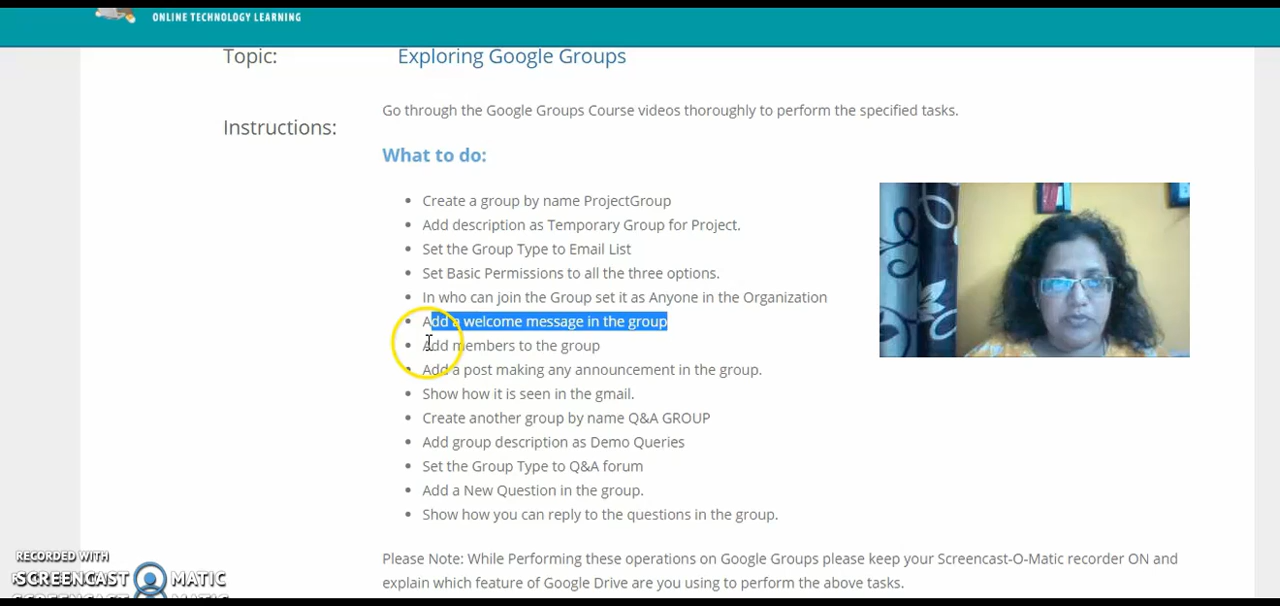 ONLINE TECHNOLOGY LEARNING
Topic:
Exploring Google Groups
Instructions:
Go through the Google Groups Course videos thoroughly to perform the specified tasks.
What to do:
• Create a group by name ProjectGroup
• Add description as Temporary Group for Project.
• Set the Group Type to Email List
• Set Basic Permissions to all the three options.
• In who can join the Group set it as Anyone in the Organization
• Add a welcome message in the group
• Add members to the group
• Add a post making any announcement in the group.
• Show how it is seen in the gmail.
• Create another group by name Q&A GROUP
• Add group description as Demo Queries
• Set the Group Type to Q&A forum
• Add a New Question in the group.
• Show how you can reply to the questions in the group.
Please Note: While Performing these operations on Google Groups please keep your Screencast-O-Matic recorder ON and
explain which feature of Google Drive are you using to perform the above tasks.
RECORDED WITH
SCREENCAST MATIC